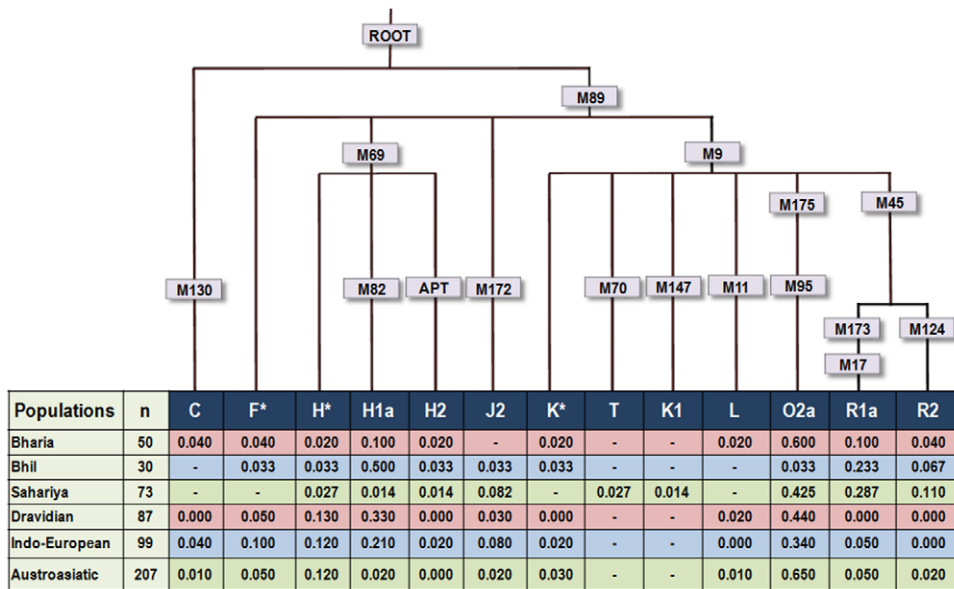 ROOT
M89
M69
M9
M175
M45
M130
M82
APT
M172
M70
M147
M11
M95
M173
M124
M17
Populations n C F* H* H1a H2 J2 K* T K1 L O2a R1a R2
Bharia 50 0.040 0.040 0.020 0.100 0.020 - 0.020 - - 0.020 0.600 0.100 0.040
Bhil 30 - 0.033 0.033 0.500 0.033 0.033 0.033 - - - 0.033 0.233 0.067
Sahariya 73 - - 0.027 0.014 0.014 0.082 - 0.027 0.014 - 0.425 0.287 0.110
Dravidian 87 0.000 0.050 0.130 0.330 0.000 0.030 0.000 - - 0.020 0.440 0.000 0.000
Indo-European 99 0.040 0.100 0.120 0.210 0.020 0.080 0.020 - - 0.000 0.340 0.050 0.000
Austroasiatic 207 0.010 0.050 0.120 0.020 0.000 0.020 0.030 - - 0.010 0.650 0.050 0.020